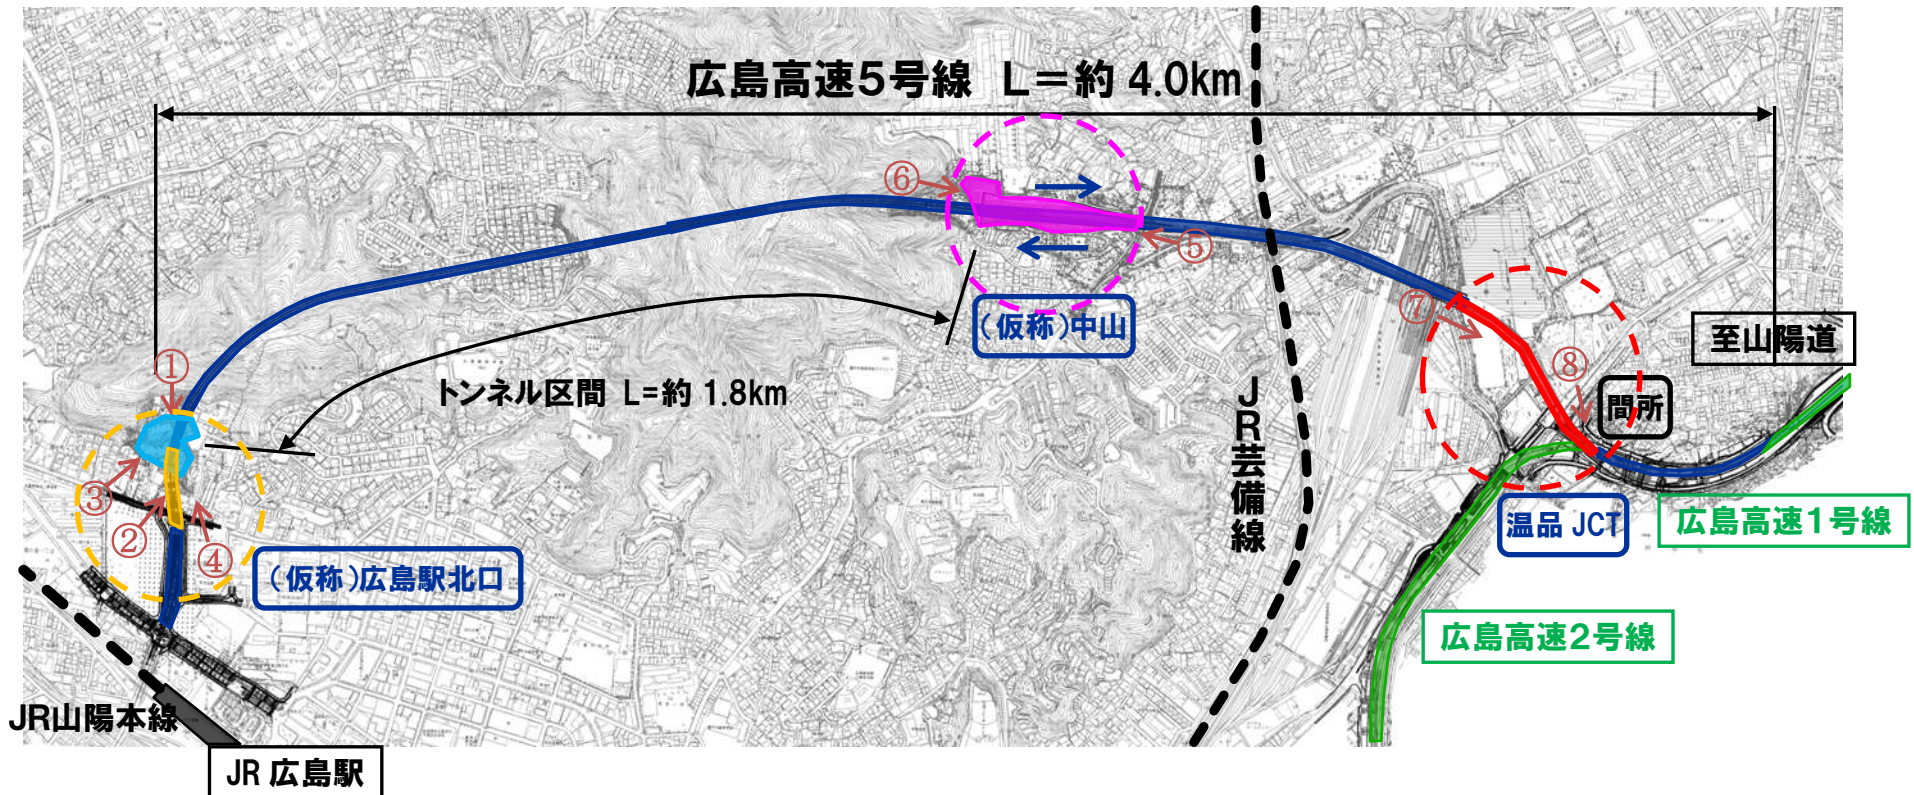 広島高速5号線 L=約 4.0km
⑥
⑤
(仮称)中山
⑦
至山陽道
①
⑧
トンネル区間 L=約 1.8km
間所
JR芸備線
③
②
④
温品 JCT
広島高速1号線
(仮称)広島駅北口
広島高速2号線
JR山陽本線
JR 広島駅